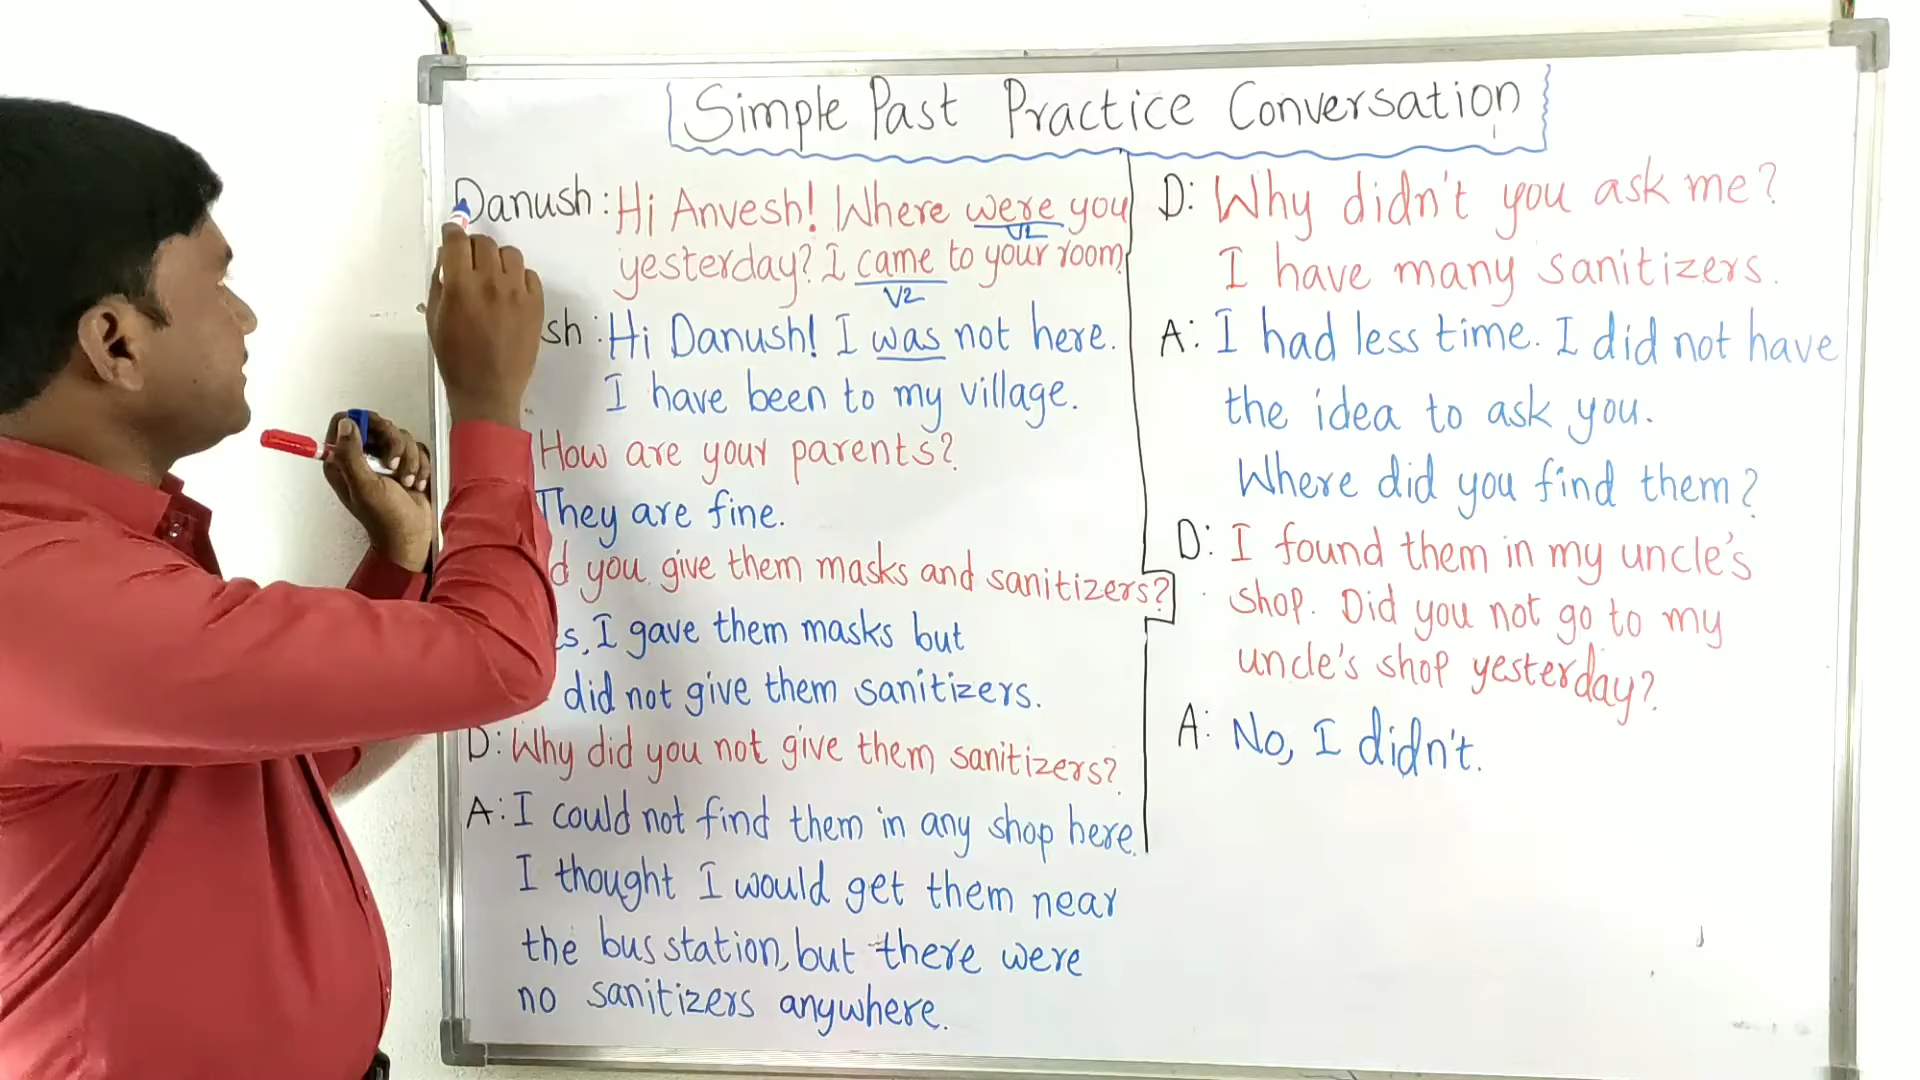 Simple Past Practice Conversation
Danush: Hi Anvesh! Where were you
V2
yesterday? I came to your room
V2
sh: Hi Danush! I was not here.
I have been to my village.
How are your parents?
They are fine.
d you give them masks and sanitizers?
s, I gave them masks but
did not give them sanitizers.
D: Why did you not give them sanitizers?
A: I could not find them in any shop here.
I thought I would get them near
the bus station, but there were
no sanitizers anywhere.
D: Why didn't you ask me?
I have many sanitizers.
A: I had less time. I did not have
the idea to ask you.
Where did you find them?
D: I found them in my uncle's
shop. Did you not go to my
uncle's shop yesterday?
A: No, I didn't.